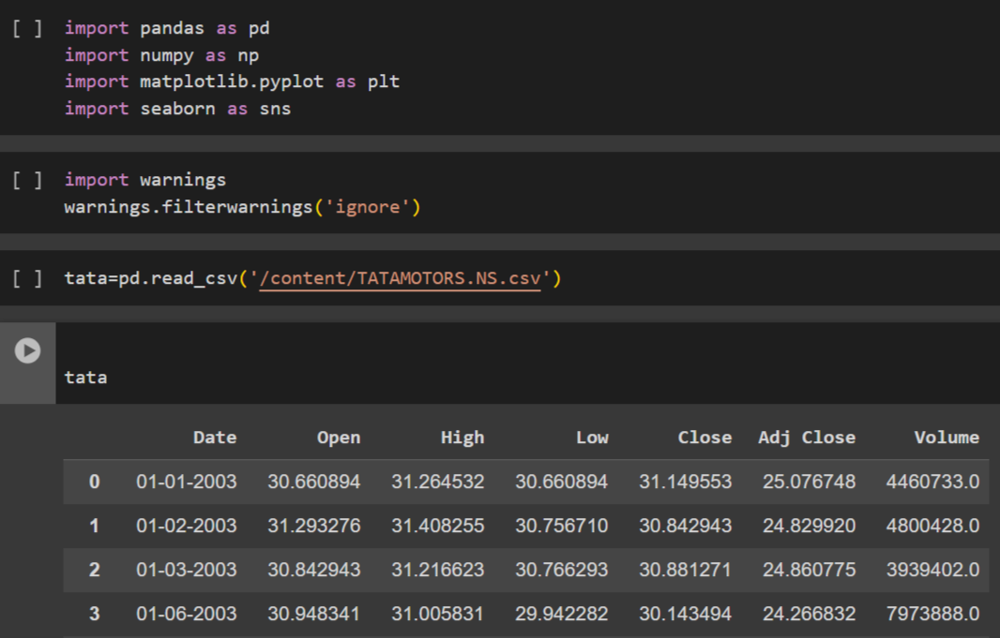 [ ] import pandas as pd
import numpy as np
import matplotlib.pyplot as plt
import seaborn as sns
[ ] import warnings
warnings.filterwarnings('ignore')
[ ] tata=pd.read_csv('/content/TATAMOTORS.NS.csv')
tata
Date Open High Low Close Adj Close Volume
0 01-01-2003 30.660894 31.264532 30.660894 31.149553 25.076748 4460733.0
1 01-02-2003 31.293276 31.408255 30.756710 30.842943 24.829920 4800428.0
2 01-03-2003 30.842943 31.216623 30.766293 30.881271 24.860775 3939402.0
3 01-06-2003 30.948341 31.005831 29.942282 30.143494 24.266832 7973888.0